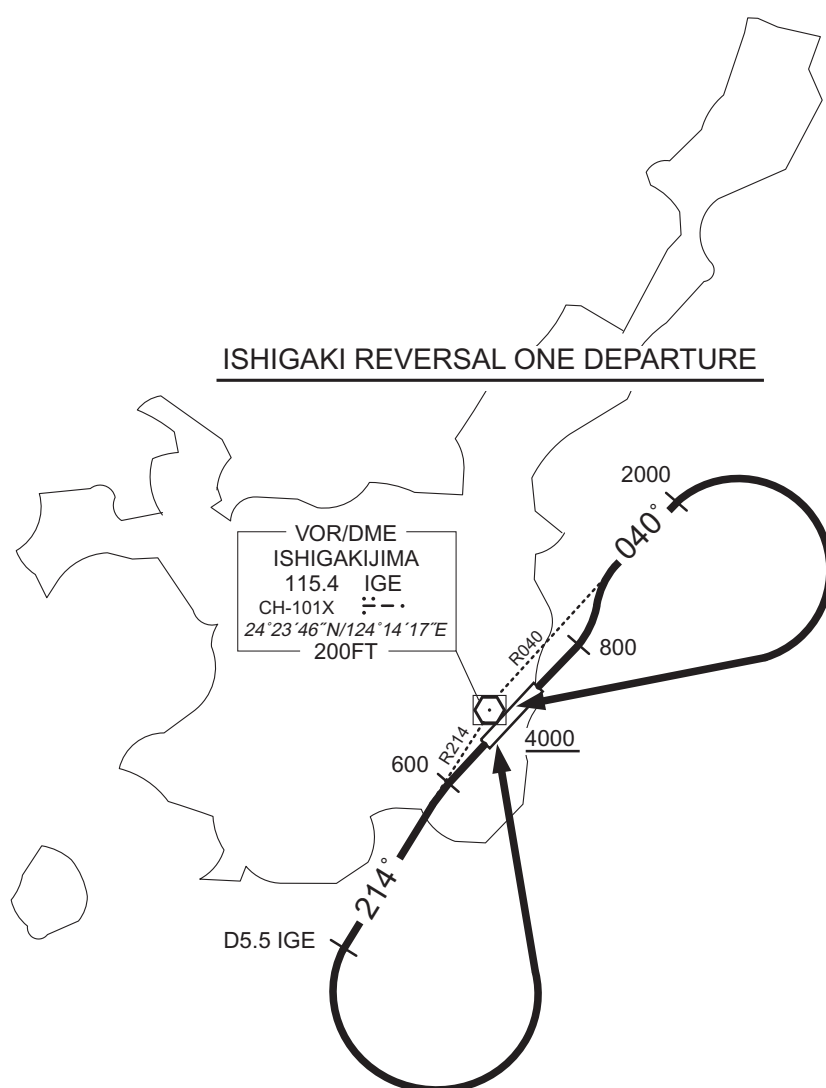 ISHIGAKI REVERSAL ONE DEPARTURE
2000
040°
VOR/DME
ISHIGAKIJIMA
115.4 IGE
CH-101X
24°23´46˝N/124°14´17˝E
200FT
R040
800
4000
R214
600
214°
D5.5 IGE